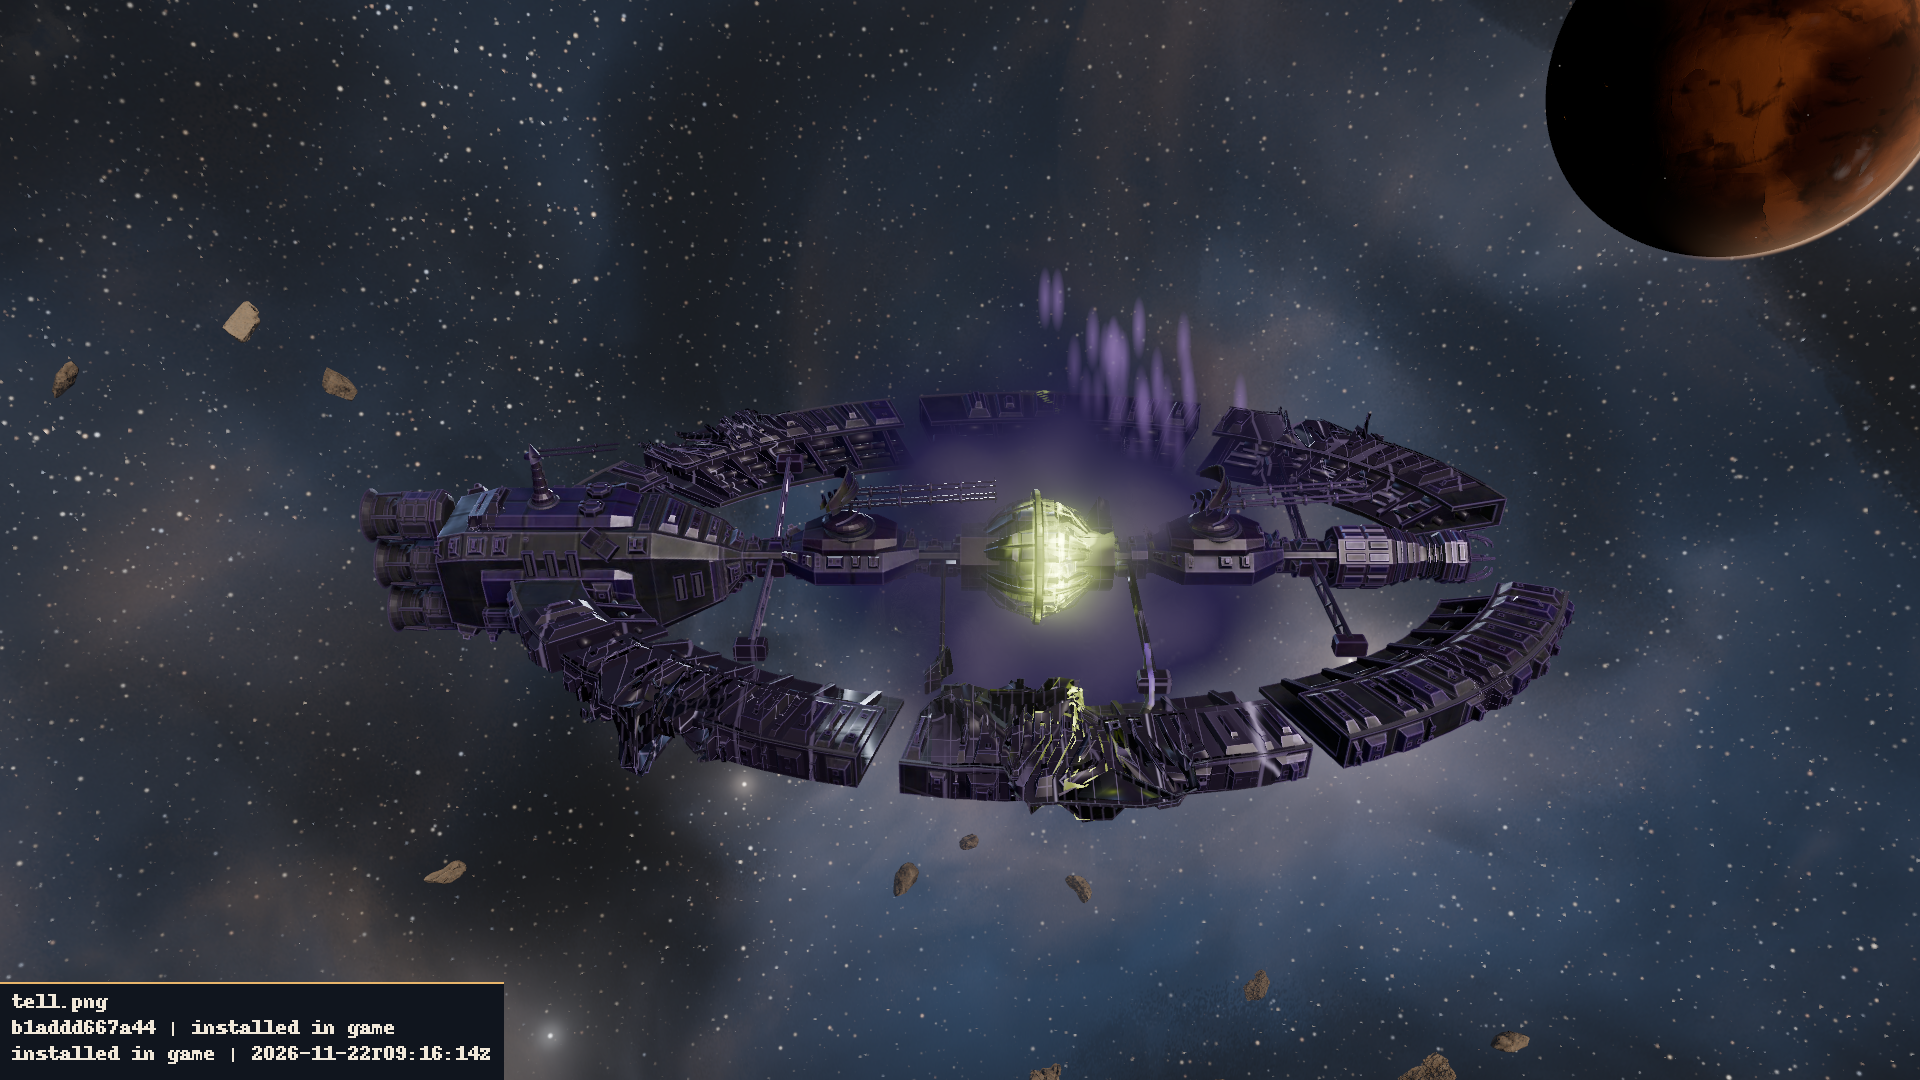 tell.png
b1addd667a44 | installed in game
installed in game | 2026-11-22T09:16:14Z